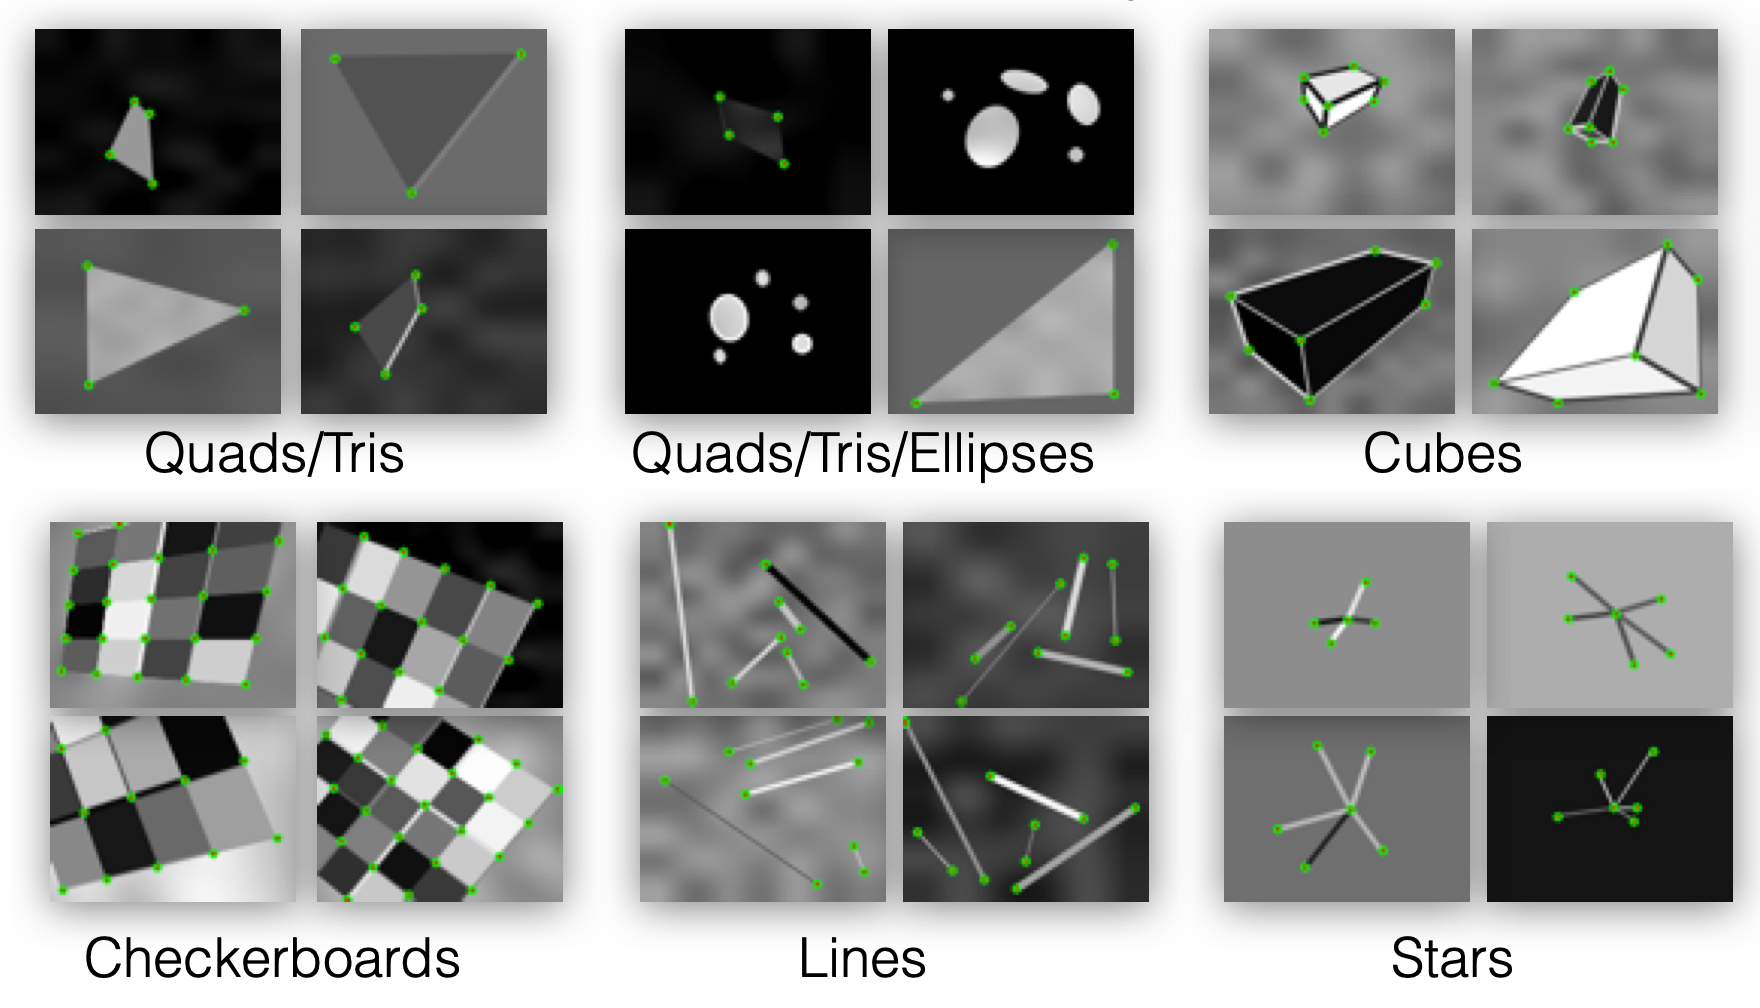 Quads/Tris
Quads/Tris/Ellipses
Cubes
Checkerboards
Lines
Stars